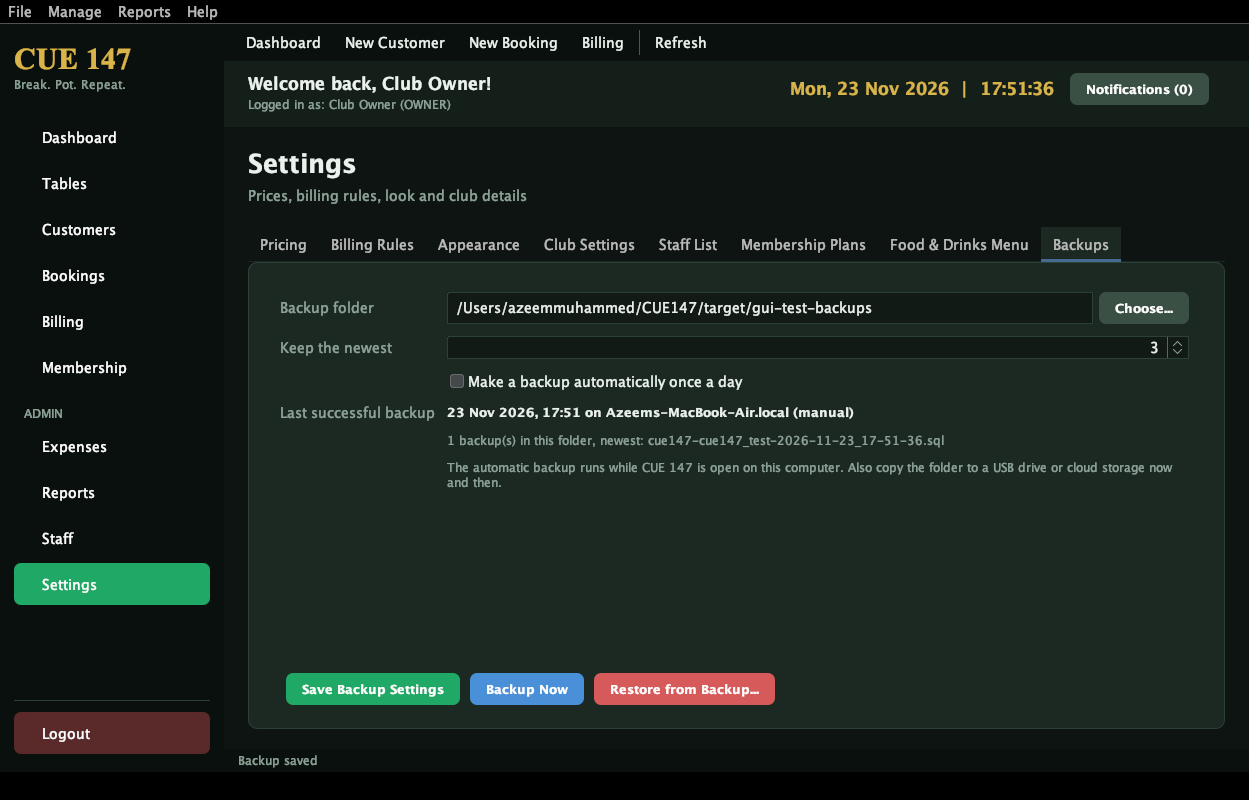 File Manage Reports Help
CUE 147
Break. Pot. Repeat.
Dashboard
Tables
Customers
Bookings
Billing
Membership
ADMIN
Expenses
Reports
Staff
Settings
Logout
Dashboard New Customer New Booking Billing Refresh
Welcome back, Club Owner!
Logged in as: Club Owner (OWNER)
Mon, 23 Nov 2026 | 17:51:36
Notifications (0)
Settings
Prices, billing rules, look and club details
Pricing Billing Rules Appearance Club Settings Staff List Membership Plans Food & Drinks Menu Backups
Backup folder /Users/azeemmuhammed/CUE147/target/gui-test-backups Choose...
Keep the newest 3
Make a backup automatically once a day
Last successful backup 23 Nov 2026, 17:51 on Azeems-MacBook-Air.local (manual)
1 backup(s) in this folder, newest: cue147-cue147_test-2026-11-23_17-51-36.sql
The automatic backup runs while CUE 147 is open on this computer. Also copy the folder to a USB drive or cloud storage now
and then.
Save Backup Settings Backup Now Restore from Backup...
Backup saved